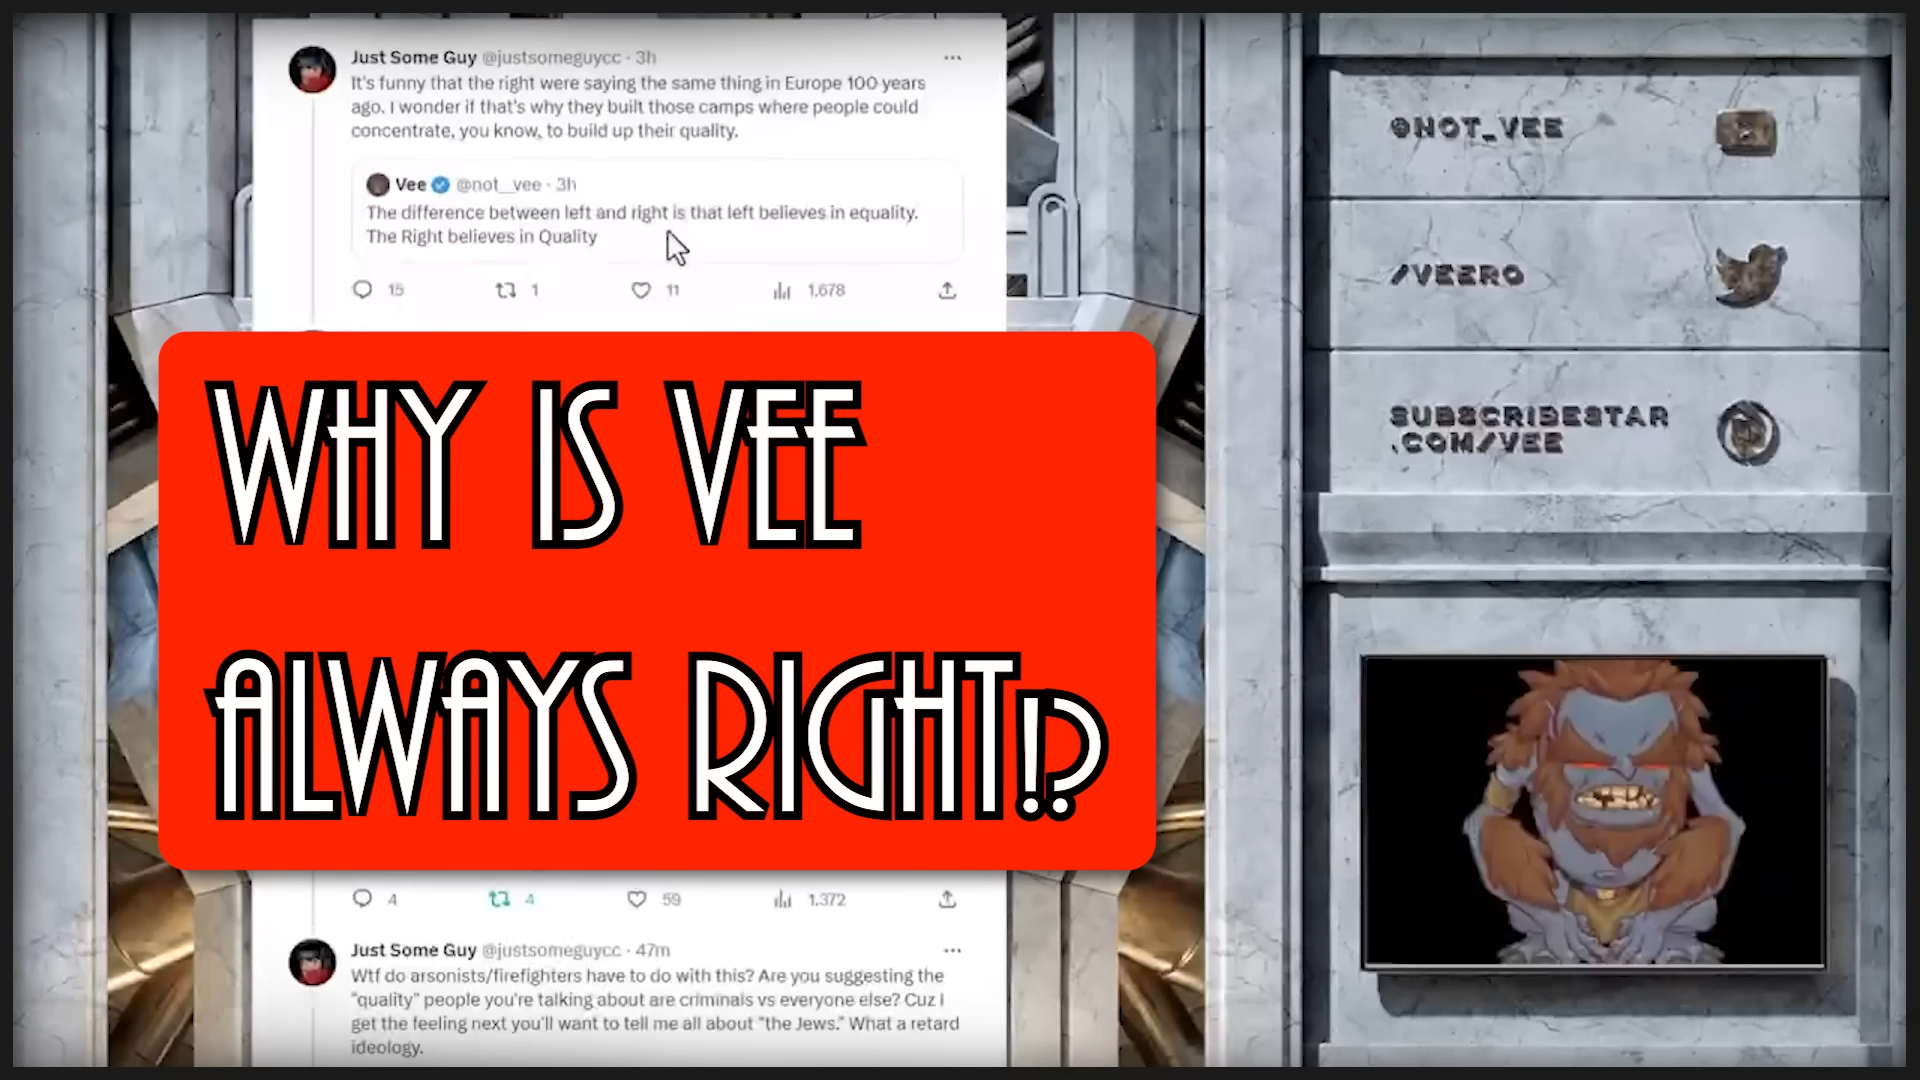 Just Some Guy @justsomeguycc · 3h
It's funny that the right were saying the same thing in Europe 100 years
ago. I wonder if that's why they built those camps where people could
concentrate, you know, to build up their quality.
Vee @not__vee · 3h
The difference between left and right is that left believes in equality.
The Right believes in Quality
15 1 11 1,678
WHY IS VEE
ALWAYS RIGHT!?
4 4 59 1,372
Just Some Guy @justsomeguycc · 47m
Wtf do arsonists/firefighters have to do with this? Are you suggesting the
"quality" people you're talking about are criminals vs everyone else? Cuz I
get the feeling next you'll want to tell me all about "the Jews." What a retard
ideology.
@NOT_VEE
/VEERO
SUBSCRIBESTAR
.COM/VEE